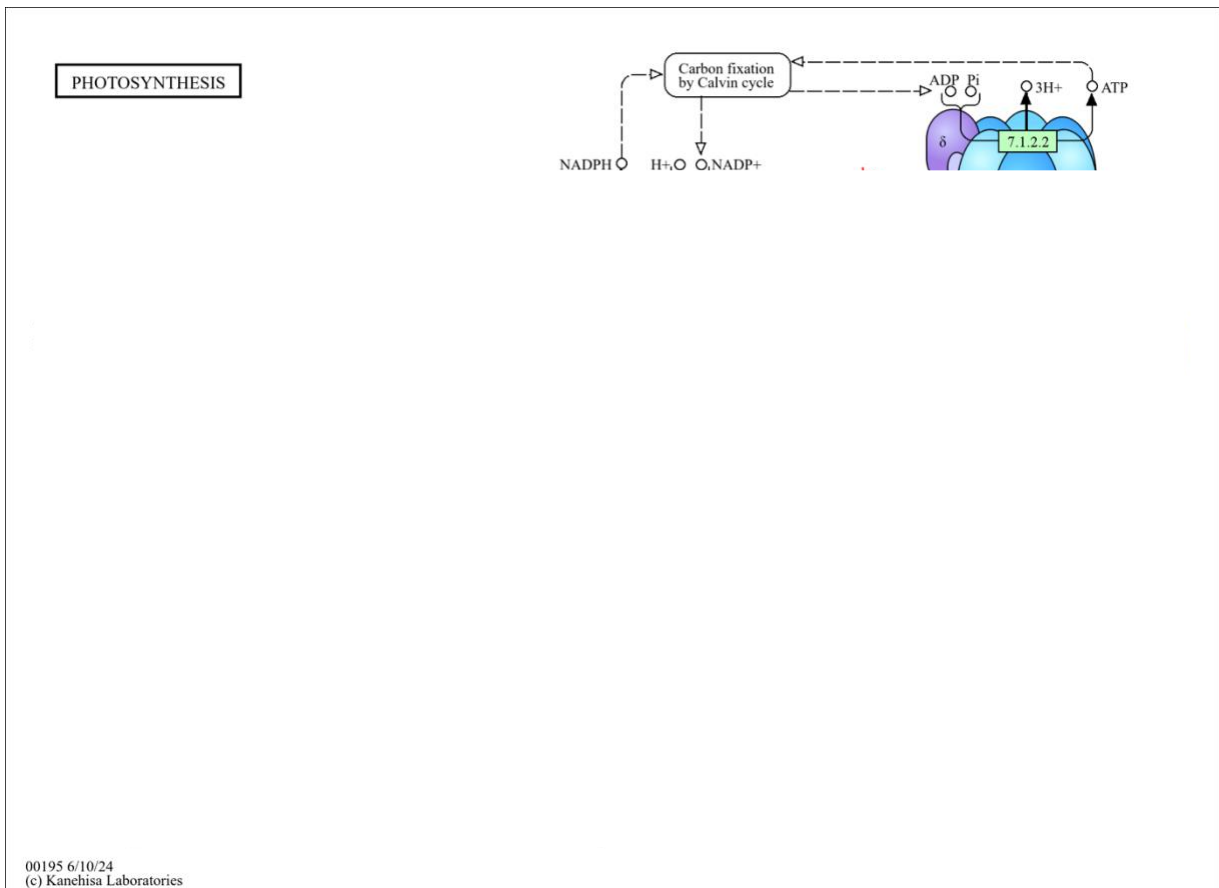 PHOTOSYNTHESIS
Carbon fixation
by Calvin cycle
ADP Pi
3H+
ATP
δ
7.1.2.2
NADPH
H+
NADP+
00195 6/10/24
(c) Kanehisa Laboratories